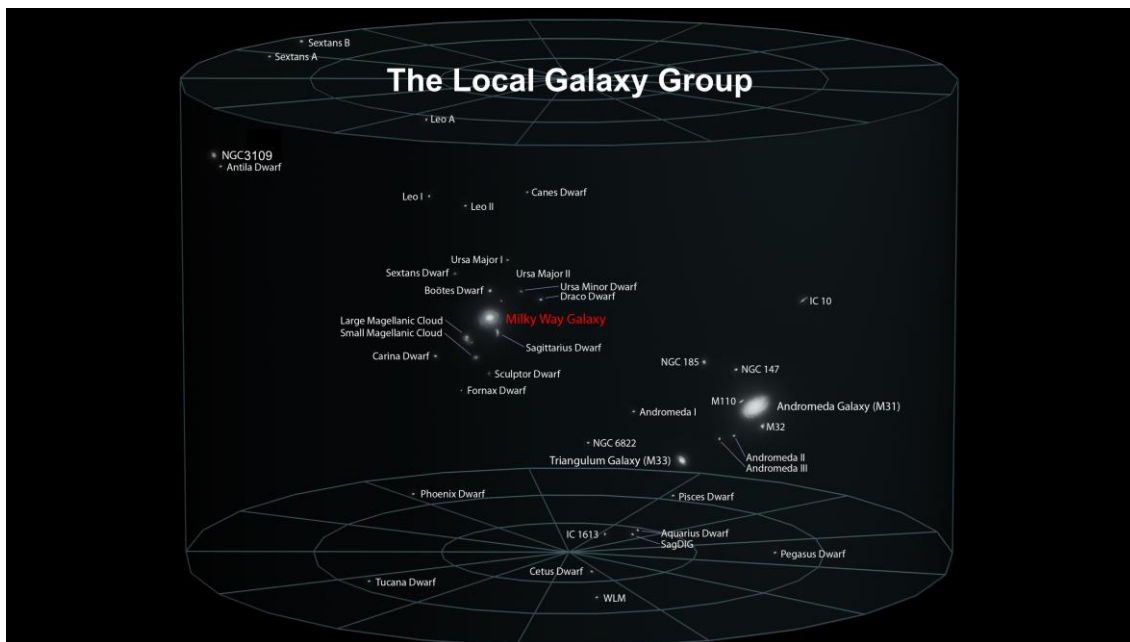 Sextans B
Sextans A
The Local Galaxy Group
Leo A
NGC3109
Antila Dwarf
Leo I
Leo II
Canes Dwarf
Ursa Major I
Sextans Dwarf
Ursa Major II
Boötes Dwarf
Ursa Minor Dwarf
Draco Dwarf
IC 10
Milky Way Galaxy
Large Magellanic Cloud
Small Magellanic Cloud
Sagittarius Dwarf
Carina Dwarf
NGC 185
NGC 147
Sculptor Dwarf
Fornax Dwarf
M110
Andromeda Galaxy (M31)
Andromeda I
M32
NGC 6822
Triangulum Galaxy (M33)
Andromeda II
Andromeda III
Phoenix Dwarf
Pisces Dwarf
IC 1613
Aquarius Dwarf
SagDIG
Pegasus Dwarf
Cetus Dwarf
Tucana Dwarf
WLM